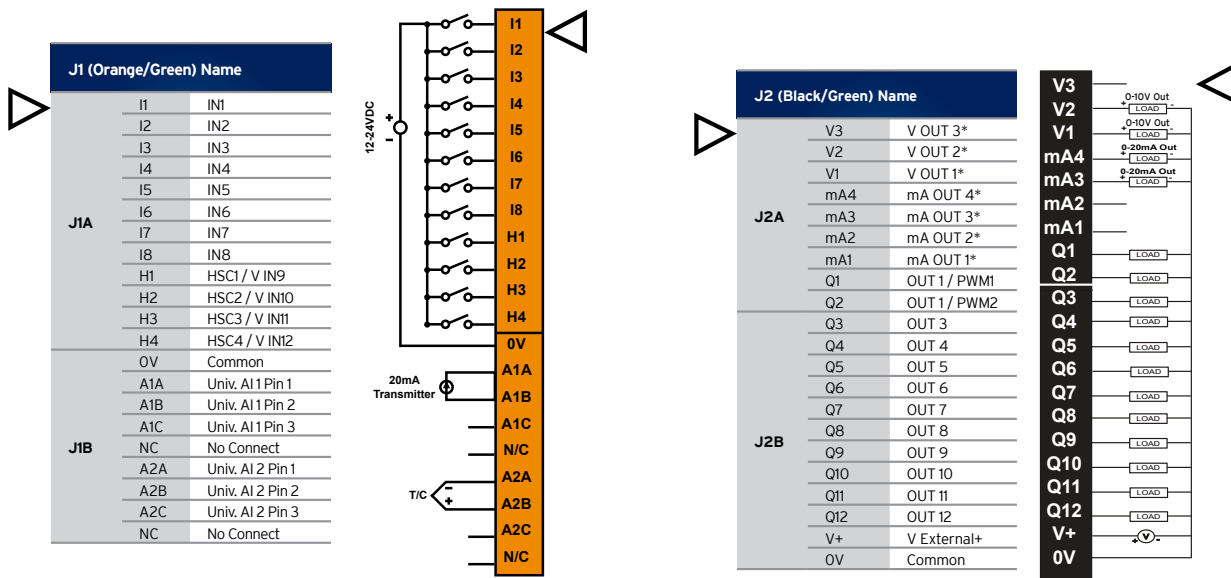 J1 (Orange/Green) Name
J1A
I1 IN1
I2 IN2
I3 IN3
I4 IN4
I5 IN5
I6 IN6
I7 IN7
I8 IN8
H1 HSC1 / V IN9
H2 HSC2 / V IN10
H3 HSC3 / V IN11
H4 HSC4 / V IN12
J1B
0V Common
A1A Univ. AI 1 Pin 1
A1B Univ. AI 1 Pin 2
A1C Univ. AI 1 Pin 3
NC No Connect
A2A Univ. AI 2 Pin 1
A2B Univ. AI 2 Pin 2
A2C Univ. AI 2 Pin 3
NC No Connect
12-24VDC
+
-
I1
I2
I3
I4
I5
I6
I7
I8
H1
H2
H3
H4
0V
20mA
Transmitter
A1A
A1B
A1C
N/C
T/C
-
+
A2A
A2B
A2C
N/C
J2 (Black/Green) Name
J2A
V3 V OUT 3*
V2 V OUT 2*
V1 V OUT 1*
mA4 mA OUT 4*
mA3 mA OUT 3*
mA2 mA OUT 2*
mA1 mA OUT 1*
Q1 OUT 1 / PWM1
Q2 OUT 1 / PWM2
J2B
Q3 OUT 3
Q4 OUT 4
Q5 OUT 5
Q6 OUT 6
Q7 OUT 7
Q8 OUT 8
Q9 OUT 9
Q10 OUT 10
Q11 OUT 11
Q12 OUT 12
V+ V External+
0V Common
V3
0-10V Out
V2 + LOAD -
0-10V Out
V1 + LOAD -
0-20mA Out
mA4 + LOAD -
0-20mA Out
mA3 + LOAD -
mA2
mA1
Q1 LOAD
Q2 LOAD
Q3 LOAD
Q4 LOAD
Q5 LOAD
Q6 LOAD
Q7 LOAD
Q8 LOAD
Q9 LOAD
Q10 LOAD
Q11 LOAD
Q12 LOAD
V+ + V -
0V